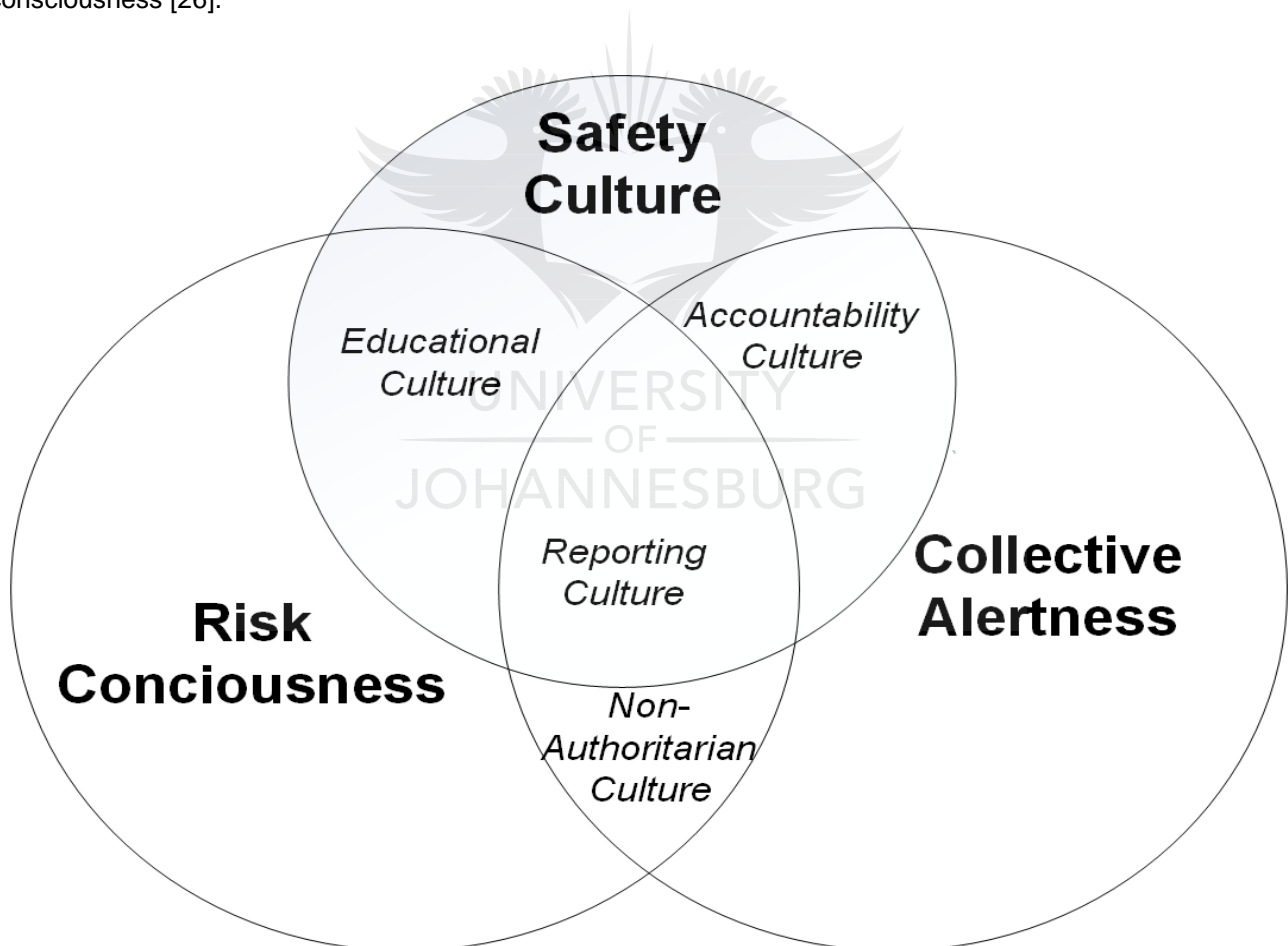 consciousness [26].
Safety
Culture
Educational
Culture
Accountability
Culture
UNIVERSITY
OF
JOHANNESBURG
Reporting
Culture
Risk
Conciousness
Collective
Alertness
Non-
Authoritarian
Culture